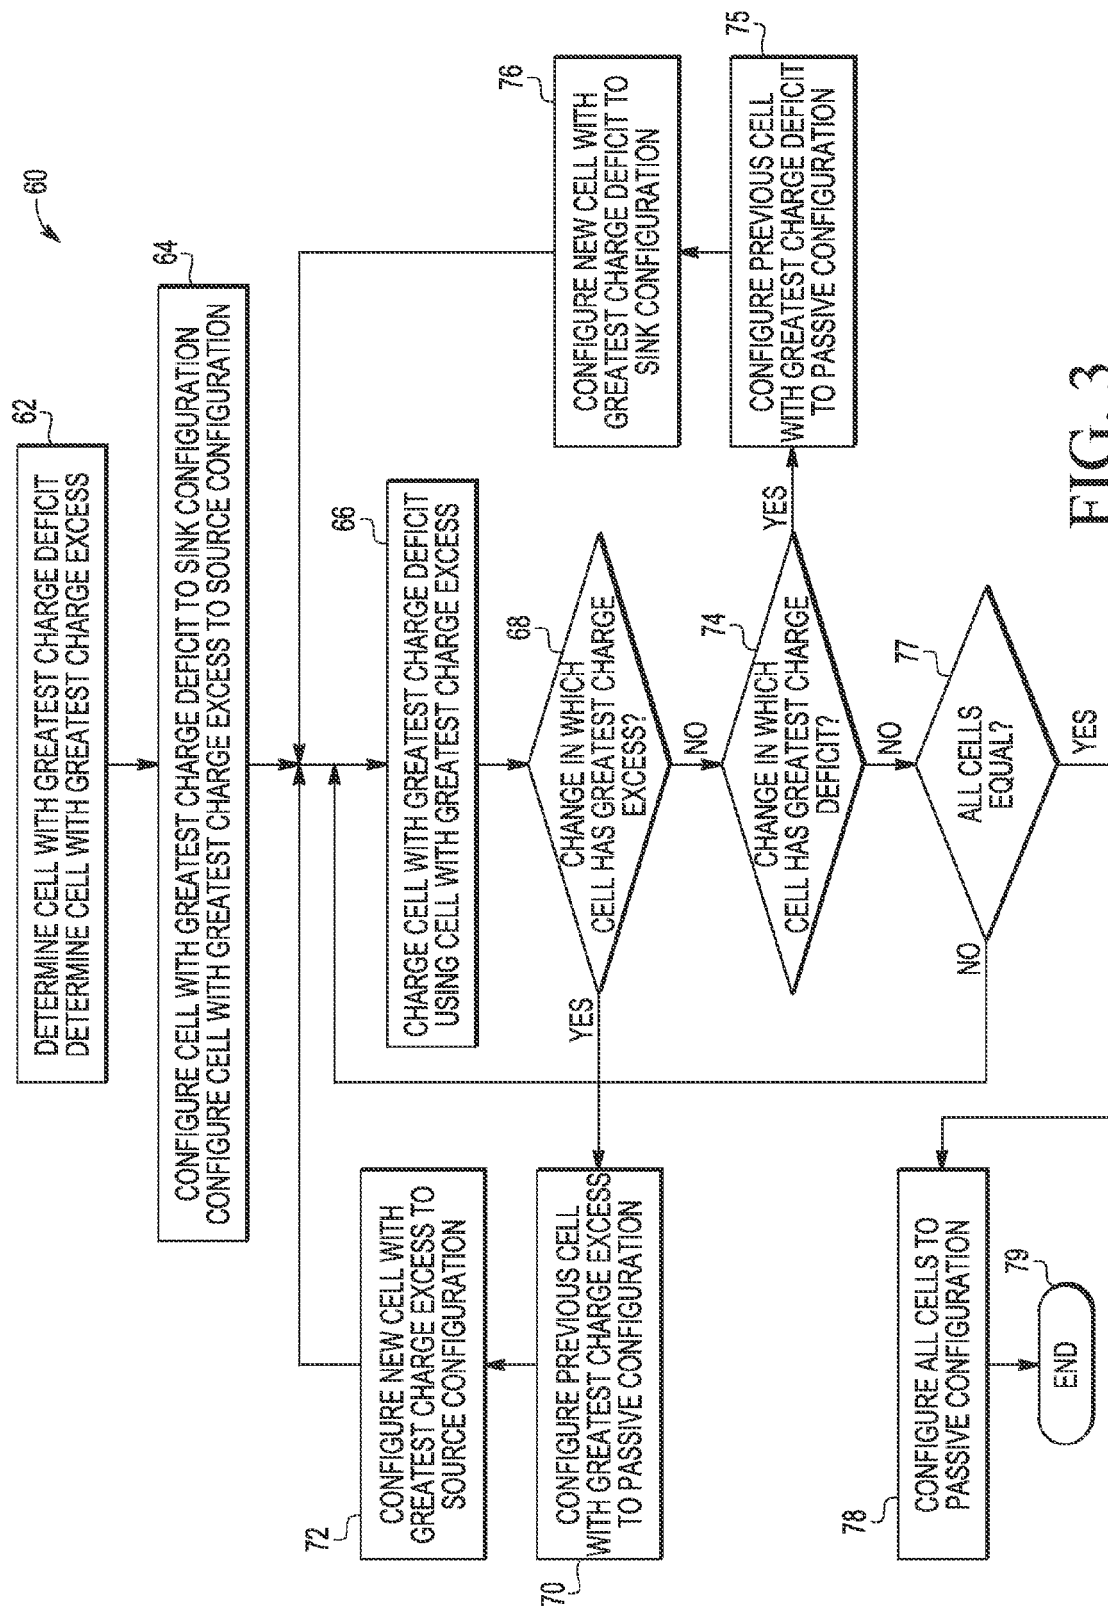 60
62
DETERMINE CELL WITH GREATEST CHARGE DEFICIT
DETERMINE CELL WITH GREATEST CHARGE EXCESS
64
CONFIGURE CELL WITH GREATEST CHARGE DEFICIT TO SINK CONFIGURATION
CONFIGURE CELL WITH GREATEST CHARGE EXCESS TO SOURCE CONFIGURATION
66
CHARGE CELL WITH GREATEST CHARGE DEFICIT
USING CELL WITH GREATEST CHARGE EXCESS
68
CHANGE IN WHICH
CELL HAS GREATEST CHARGE
EXCESS?
YES
NO
70
CONFIGURE PREVIOUS CELL
WITH GREATEST CHARGE EXCESS
TO PASSIVE CONFIGURATION
72
CONFIGURE NEW CELL WITH
GREATEST CHARGE EXCESS TO
SOURCE CONFIGURATION
74
CHANGE IN WHICH
CELL HAS GREATEST CHARGE
DEFICIT?
YES
NO
75
CONFIGURE PREVIOUS CELL
WITH GREATEST CHARGE DEFICIT
TO PASSIVE CONFIGURATION
76
CONFIGURE NEW CELL WITH
GREATEST CHARGE DEFICIT TO
SINK CONFIGURATION
77
ALL CELLS
EQUAL?
NO
YES
78
CONFIGURE ALL CELLS TO
PASSIVE CONFIGURATION
79
END
FIG. 3